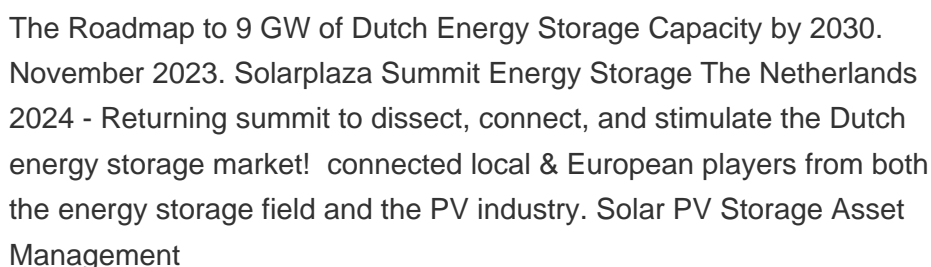 The Roadmap to 9 GW of Dutch Energy Storage Capacity by 2030.
November 2023. Solarplaza Summit Energy Storage The Netherlands
2024 - Returning summit to dissect, connect, and stimulate the Dutch
energy storage market!  connected local & European players from both
the energy storage field and the PV industry. Solar PV Storage Asset
Management